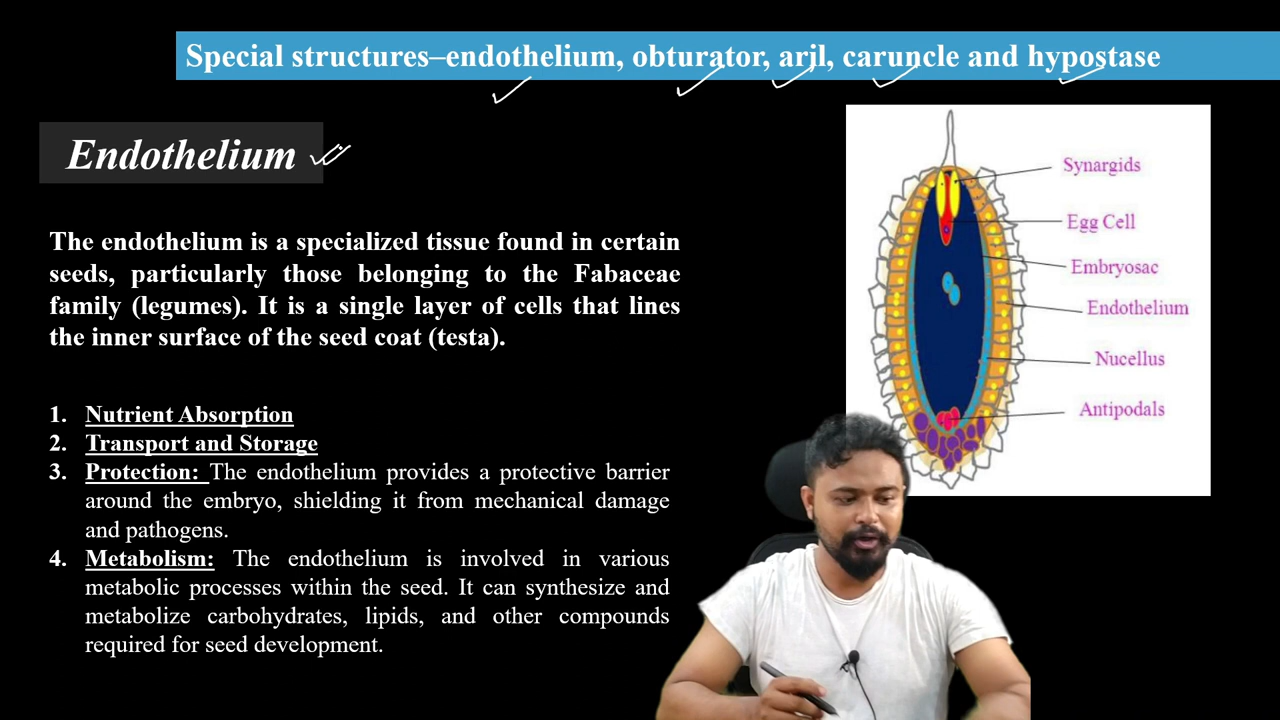 Special structures–endothelium, obturator, aril, caruncle and hypostase
Endothelium
The endothelium is a specialized tissue found in certain
seeds, particularly those belonging to the Fabaceae
family (legumes). It is a single layer of cells that lines
the inner surface of the seed coat (testa).
1. Nutrient Absorption
2. Transport and Storage
3. Protection: The endothelium provides a protective barrier
around the embryo, shielding it from mechanical damage
and pathogens.
4. Metabolism: The endothelium is involved in various
metabolic processes within the seed. It can synthesize and
metabolize carbohydrates, lipids, and other compounds
required for seed development.
Synargids
Egg Cell
Embryosac
Endothelium
Nucellus
Antipodals